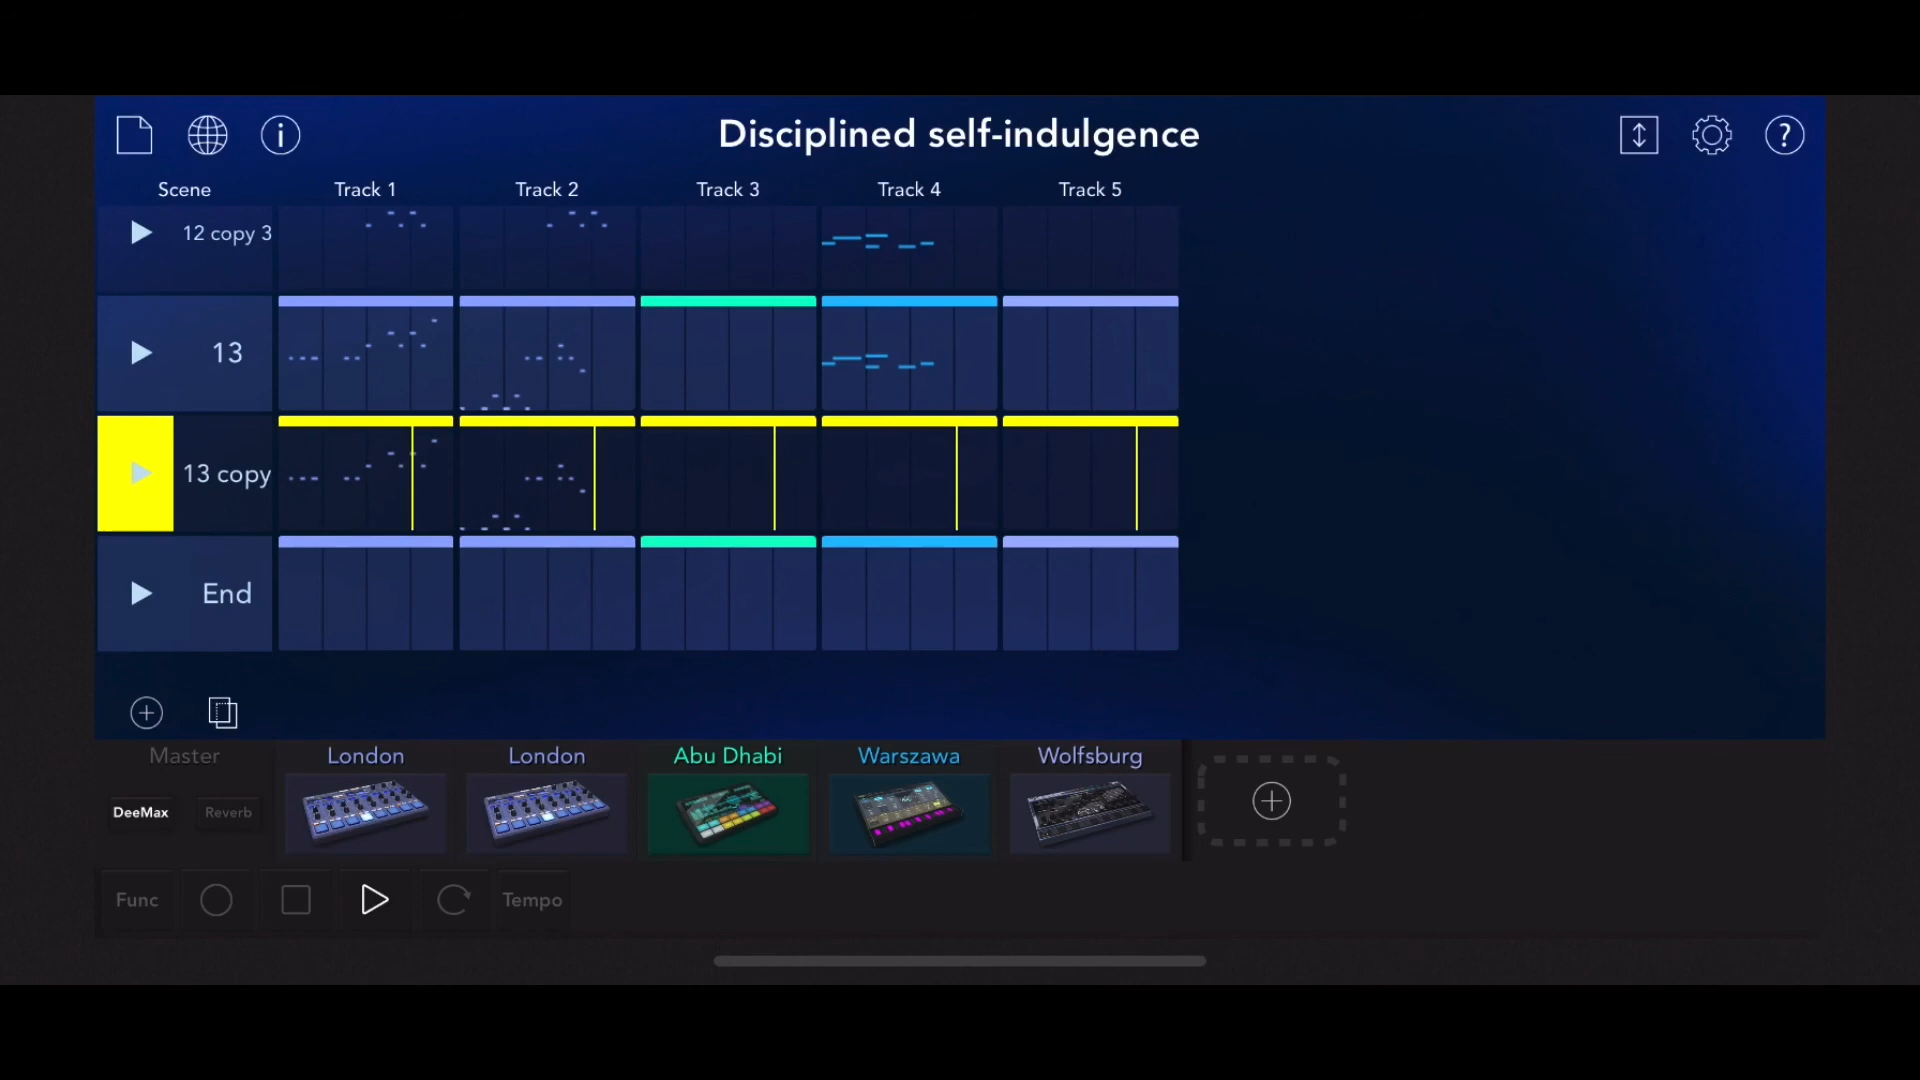 Disciplined self-indulgence
Scene Track 1 Track 2 Track 3 Track 4 Track 5
12 copy 3
13
13 copy
End
Master London London Abu Dhabi Warszawa Wolfsburg
DeeMax Reverb
Func Tempo